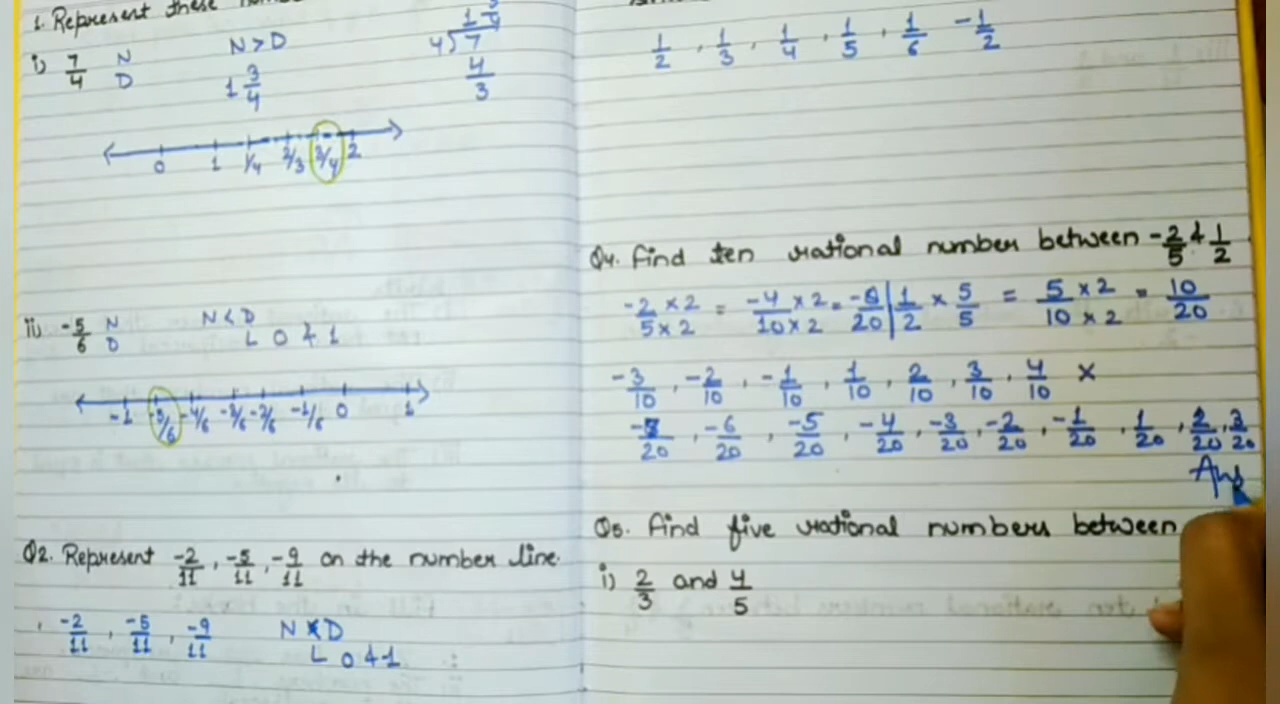 1. Represent these
i) 7/4 N D N > D 1 3/4
4 7 4 3
0 1 1/4 2/3 3/4 2
ii) -5/6 N D N < D
L 0 & 1
-1 -5/6 -4/6 -3/6 -2/6 -1/6 0 1
Q2. Represent -2/11, -5/11, -9/11 on the number line.
-2/11, -5/11, -9/11 N < D
L 0 & -1
1/2, 1/3, 1/4, 1/5, 1/6 -1/2
Q4. Find ten rational number between -2/5 & 1/2
-2 × 2 / 5 × 2 = -4 × 2 / 10 × 2 = -8/20 | 1/2 × 5/5 = 5 × 2 / 10 × 2 = 10/20
-3/10, -2/10, -1/10, 1/10, 2/10, 3/10, 4/10 ×
/20, -6/20, -5/20, -4/20, -3/20, -2/20, -1/20, 1/20, 2/20, 3/20
Ans
Q5. Find five rational numbers between
i) 2/3 and 4/5